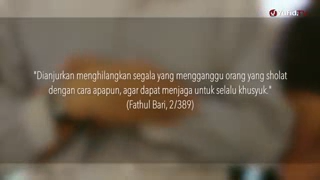 "Dianjurkan menghilangkan segala yang mengganggu orang yang sholat
dengan cara apapun, agar dapat menjaga untuk selalu khusyuk."
(Fathul Bari, 2/389)